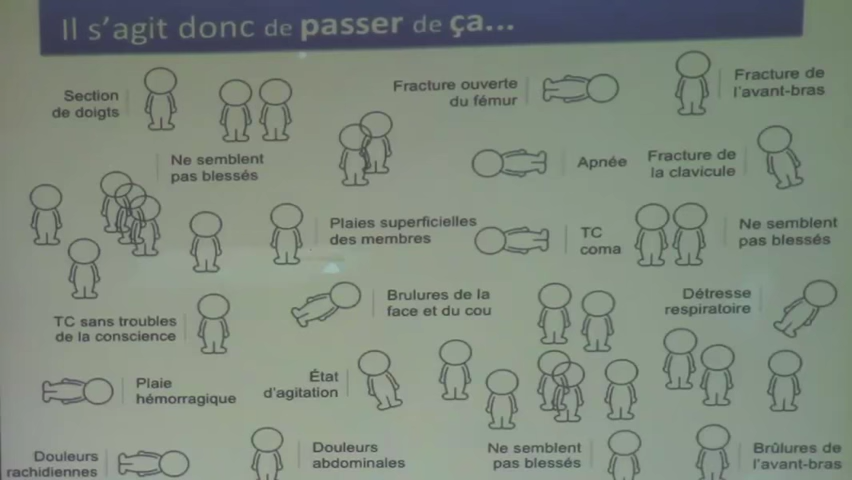 Il s’agit donc de passer de ça...
Section
de doigts
Fracture ouverte
du fémur
Fracture de
l’avant-bras
Ne semblent
pas blessés
Apnée
Fracture de
la clavicule
Plaies superficielles
des membres
TC
coma
Ne semblent
pas blessés
TC sans troubles
de la conscience
Brulures de la
face et du cou
Détresse
respiratoire
Plaie
hémorragique
État
d’agitation
Douleurs
rachidiennes
Douleurs
abdominales
Ne semblent
pas blessés
Brûlures de
l’avant-bras